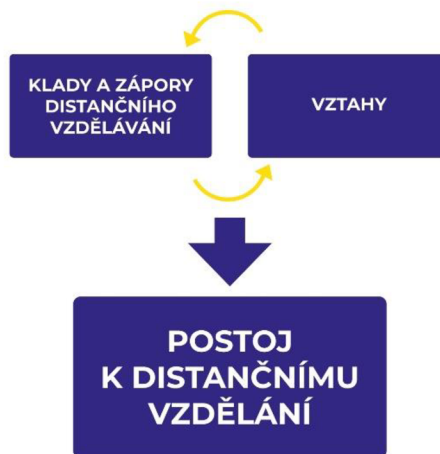 KLADY A ZÁPORY
DISTANČNÍHO
VZDĚLÁVÁNÍ
VZTAHY
POSTOJ
K DISTANČNÍMU
VZDĚLÁNÍ